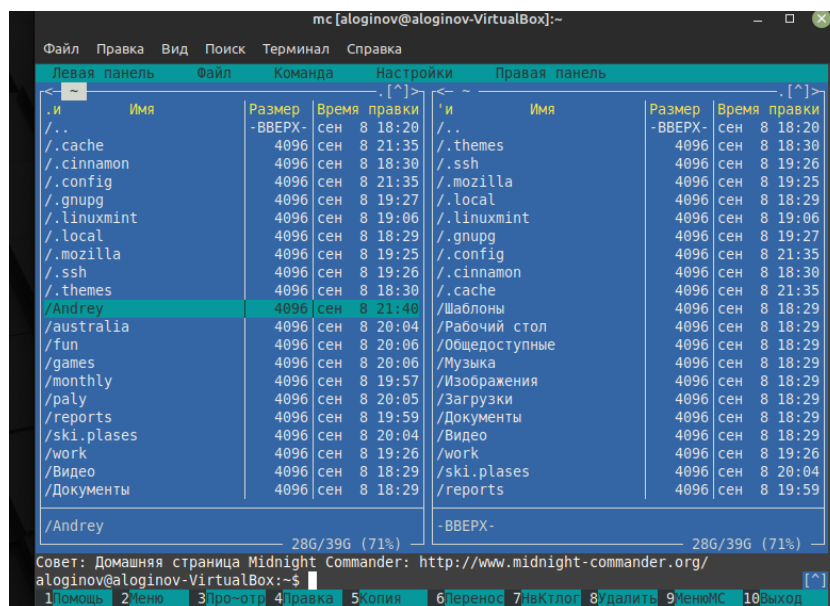 mc [aloginov@aloginov-VirtualBox]:~
Файл Правка Вид Поиск Терминал Справка
Левая панель Файл Команда Настройки Правая панель
<- ~ .[^]> <- ~ .[^]>
.и Имя Размер Время правки 'и Имя Размер Время правки
/.. -ВВЕРХ- сен 8 18:20 /.. -ВВЕРХ- сен 8 18:20
/.cache 4096 сен 8 21:35 /.themes 4096 сен 8 18:30
/.cinnamon 4096 сен 8 18:30 /.ssh 4096 сен 8 19:26
/.config 4096 сен 8 21:35 /.mozilla 4096 сен 8 19:25
/.gnupg 4096 сен 8 19:27 /.local 4096 сен 8 18:29
/.linuxmint 4096 сен 8 19:06 /.linuxmint 4096 сен 8 19:06
/.local 4096 сен 8 18:29 /.gnupg 4096 сен 8 19:27
/.mozilla 4096 сен 8 19:25 /.config 4096 сен 8 21:35
/.ssh 4096 сен 8 19:26 /.cinnamon 4096 сен 8 18:30
/.themes 4096 сен 8 18:30 /.cache 4096 сен 8 21:35
/Andrey 4096 сен 8 21:40 /Шаблоны 4096 сен 8 18:29
/australia 4096 сен 8 20:04 /Рабочий стол 4096 сен 8 18:29
/fun 4096 сен 8 20:06 /Общедоступные 4096 сен 8 18:29
/games 4096 сен 8 20:06 /Музыка 4096 сен 8 18:29
/monthly 4096 сен 8 19:57 /Изображения 4096 сен 8 18:29
/paly 4096 сен 8 20:05 /Загрузки 4096 сен 8 18:29
/reports 4096 сен 8 19:59 /Документы 4096 сен 8 18:29
/ski.plases 4096 сен 8 20:04 /Видео 4096 сен 8 18:29
/work 4096 сен 8 19:26 /work 4096 сен 8 19:26
/Видео 4096 сен 8 18:29 /ski.plases 4096 сен 8 20:04
/Документы 4096 сен 8 18:29 /reports 4096 сен 8 19:59
/Andrey -ВВЕРХ-
28G/39G (71%) 28G/39G (71%)
Совет: Домашняя страница Midnight Commander: http://www.midnight-commander.org/
aloginov@aloginov-VirtualBox:~$ [^]
1Помощь 2Меню 3Про~отр 4Правка 5Копия 6Перенос 7НвКтлог 8Удалить 9МенюМС 10Выход